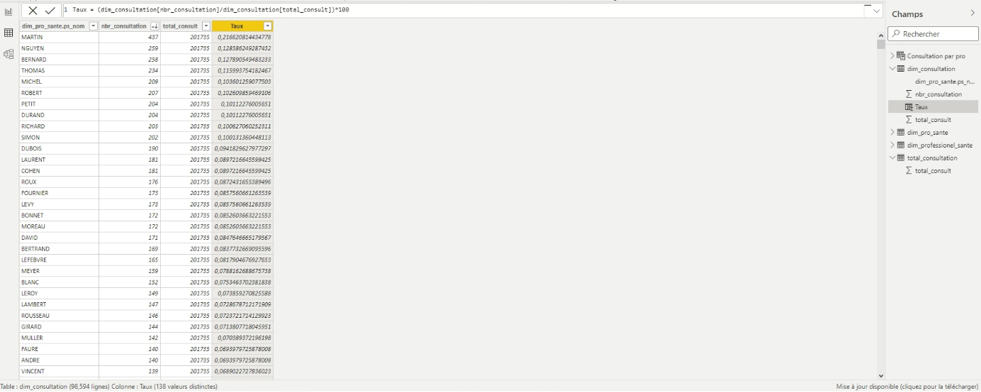 1 Taux = (dim_consultation[nbr_consultation]/dim_consultation[total_consult])*100
Champs
Rechercher
Consultation par pro
dim_consultation
dim_pro_sante.ps_n...
nbr_consultation
Taux
total_consult
dim_pro_sante
dim_professionel_sante
total_consultation
total_consult
dim_pro_sante.ps_nom nbr_consultation total_consult Taux
MARTIN 437 201735 0,216620814434778
NGUYEN 259 201735 0,128386249287432
BERNARD 258 201735 0,127890549483233
THOMAS 234 201735 0,115993754182467
MICHEL 209 201735 0,103601259077503
ROBERT 207 201735 0,102609859469106
PETIT 204 201735 0,10112276005651
DURAND 204 201735 0,10112276005651
RICHARD 203 201735 0,100627060252311
SIMON 202 201735 0,100131360448113
DUBOIS 190 201735 0,0941829627977297
LAURENT 181 201735 0,0897216645599425
COHEN 181 201735 0,0897216645599425
ROUX 176 201735 0,0872431655389496
FOURNIER 173 201735 0,0857560661263539
LEVY 173 201735 0,0857560661263539
BONNET 172 201735 0,0852603663221553
MOREAU 172 201735 0,0852603663221553
DAVID 171 201735 0,0847646665179567
BERTRAND 169 201735 0,0837732669095596
LEFEBVRE 165 201735 0,0817904676927653
MEYER 159 201735 0,0788162688675738
BLANC 152 201735 0,0753463702381838
LEROY 149 201735 0,073859270825588
LAMBERT 147 201735 0,0728678712171909
ROUSSEAU 146 201735 0,0723721714129923
GIRARD 144 201735 0,0713807718045951
MULLER 142 201735 0,070389372196198
FAURE 140 201735 0,0693979725878008
ANDRE 140 201735 0,0693979725878008
VINCENT 139 201735 0,0689022727836023
Table : dim_consultation (98,594 lignes) Colonne : Taux (138 valeurs distinctes)
Mise à jour disponible (cliquez pour la télécharger)